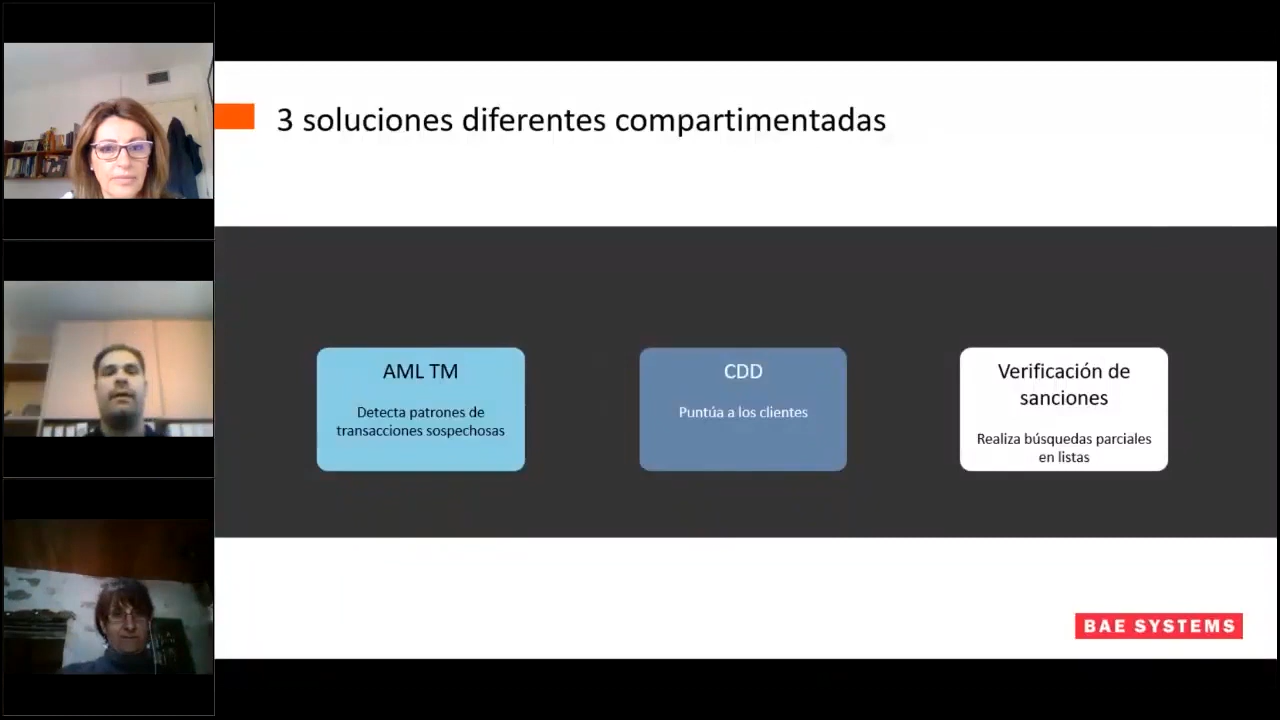 3 soluciones diferentes compartimentadas
AML TM
Detecta patrones de
transacciones sospechosas
CDD
Puntúa a los clientes
Verificación de
sanciones
Realiza búsquedas parciales
en listas
BAE SYSTEMS